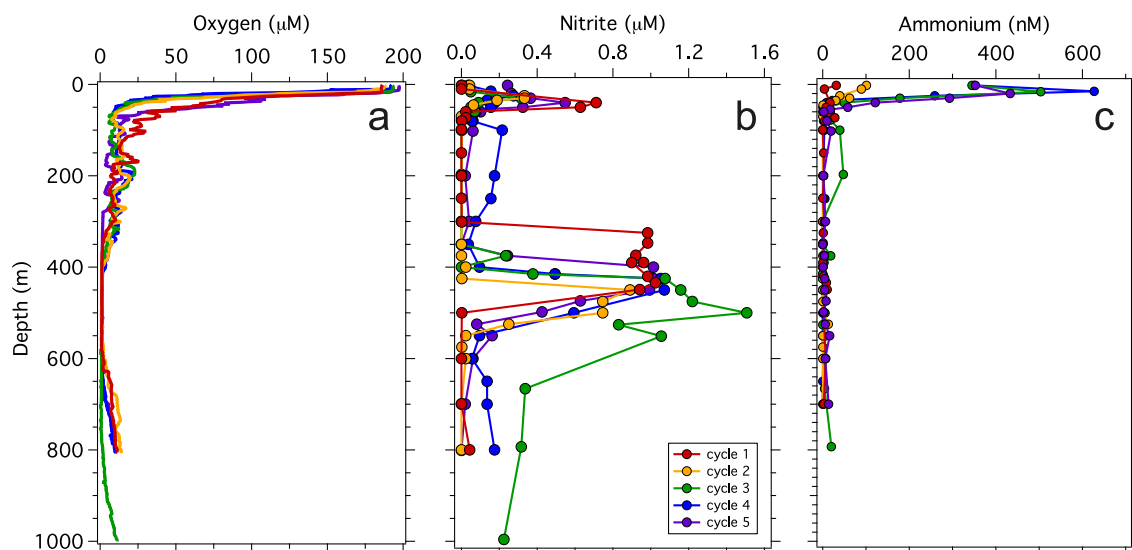 Oxygen (μM)
Nitrite (μM)
Ammonium (nM)
0 50 100 150 200
0.0 0.4 0.8 1.2 1.6
0 200 400 600
Depth (m)
0
200
400
600
800
1000
a
b
c
cycle 1
cycle 2
cycle 3
cycle 4
cycle 5